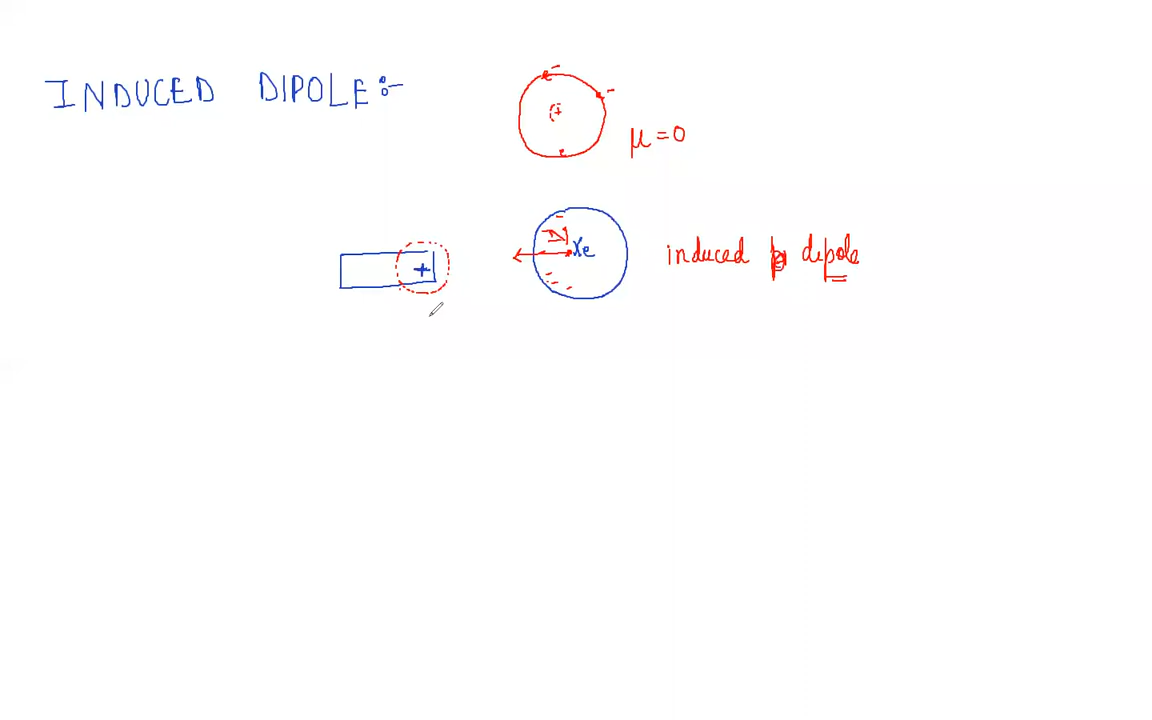 INDUCED DIPOLE:-
e-
-
(+
e
μ=0
-
+
Xe
induced dipole
- - -